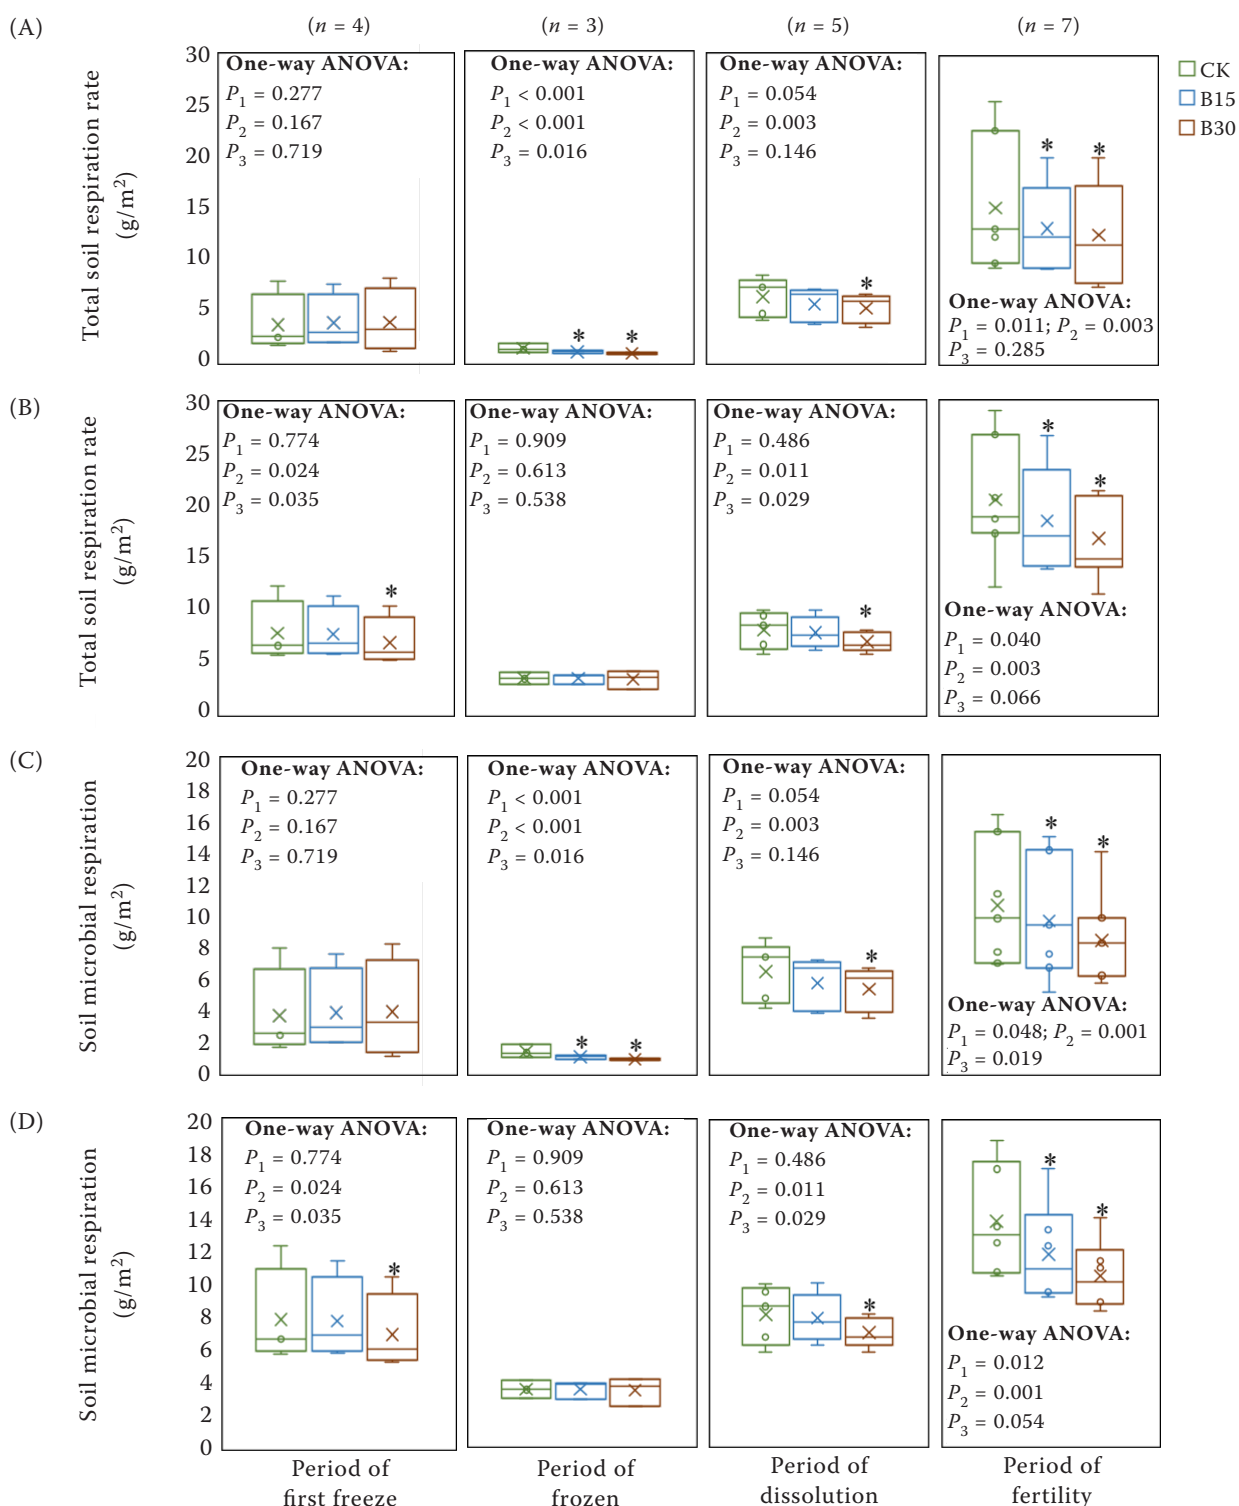 (A)
(n = 4)
(n = 3)
(n = 5)
(n = 7)
CK
B15
B30
Total soil respiration rate
(g/m²)
30
25
20
15
10
5
0
One-way ANOVA:
P₁ = 0.277
P₂ = 0.167
P₃ = 0.719
One-way ANOVA:
P₁ < 0.001
P₂ < 0.001
P₃ = 0.016
* *
One-way ANOVA:
P₁ = 0.054
P₂ = 0.003
P₃ = 0.146
*
* *
One-way ANOVA:
P₁ = 0.011; P₂ = 0.003
P₃ = 0.285
(B)
Total soil respiration rate
(g/m²)
30
25
20
15
10
5
0
One-way ANOVA:
P₁ = 0.774
P₂ = 0.024
P₃ = 0.035
*
One-way ANOVA:
P₁ = 0.909
P₂ = 0.613
P₃ = 0.538
One-way ANOVA:
P₁ = 0.486
P₂ = 0.011
P₃ = 0.029
*
*
*
One-way ANOVA:
P₁ = 0.040
P₂ = 0.003
P₃ = 0.066
(C)
Soil microbial respiration
(g/m²)
20
18
16
14
12
10
8
6
4
2
0
One-way ANOVA:
P₁ = 0.277
P₂ = 0.167
P₃ = 0.719
One-way ANOVA:
P₁ < 0.001
P₂ < 0.001
P₃ = 0.016
* *
One-way ANOVA:
P₁ = 0.054
P₂ = 0.003
P₃ = 0.146
*
*
*
One-way ANOVA:
P₁ = 0.048; P₂ = 0.001
P₃ = 0.019
(D)
Soil microbial respiration
(g/m²)
20
18
16
14
12
10
8
6
4
2
0
One-way ANOVA:
P₁ = 0.774
P₂ = 0.024
P₃ = 0.035
*
One-way ANOVA:
P₁ = 0.909
P₂ = 0.613
P₃ = 0.538
One-way ANOVA:
P₁ = 0.486
P₂ = 0.011
P₃ = 0.029
*
*
*
One-way ANOVA:
P₁ = 0.012
P₂ = 0.001
P₃ = 0.054
Period of
first freeze
Period of
frozen
Period of
dissolution
Period of
fertility